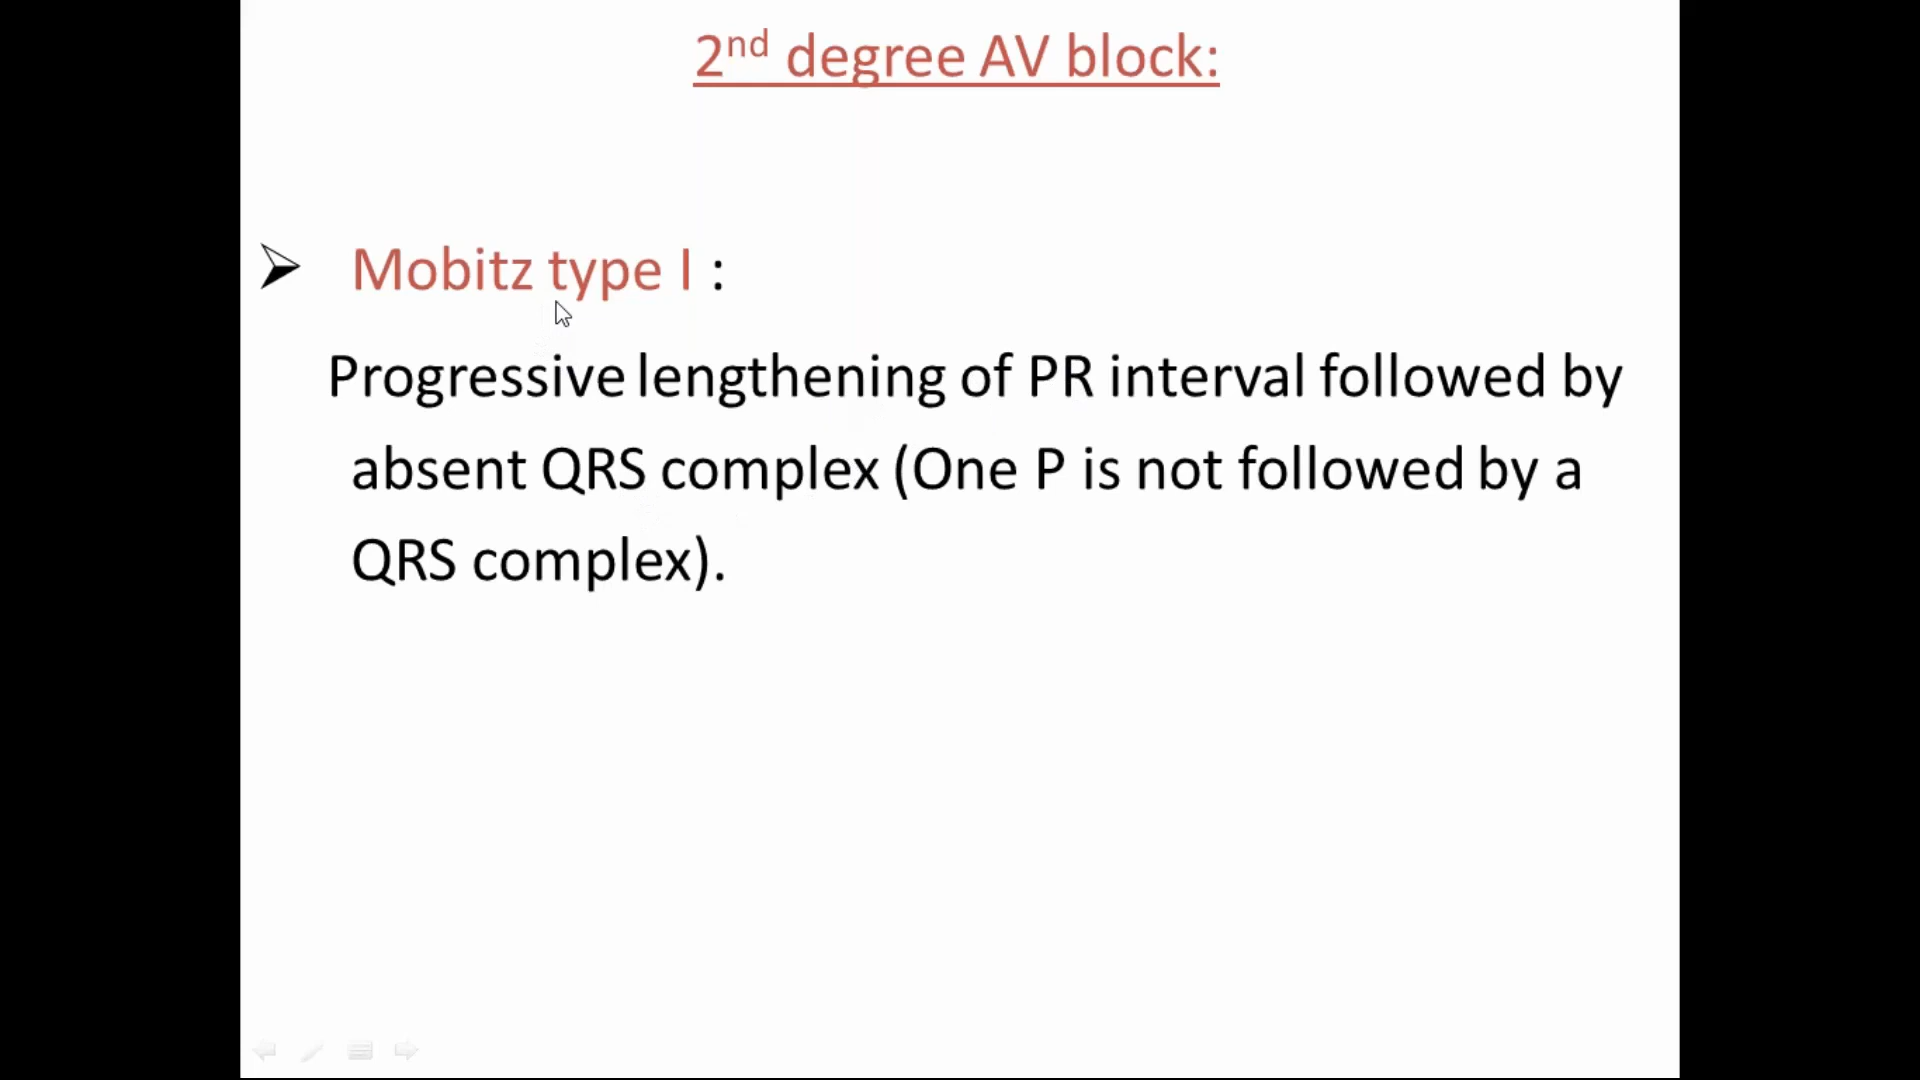 2nd degree AV block:
Mobitz type I :
Progressive lengthening of PR interval followed by
absent QRS complex (One P is not followed by a
QRS complex).